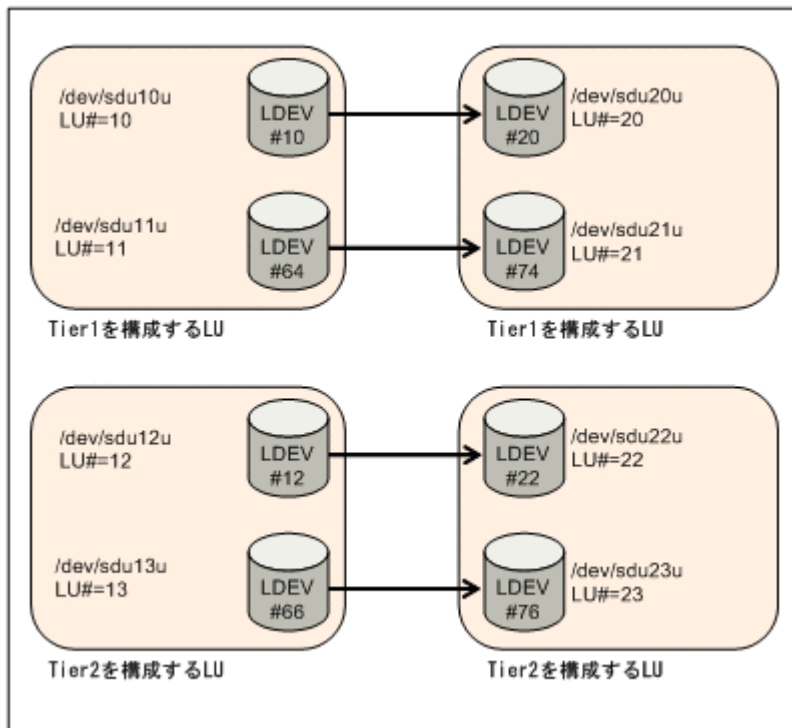 /dev/sdu10u
LU#=10
LDEV
#10
LDEV
#20
/dev/sdu20u
LU#=20
/dev/sdu11u
LU#=11
LDEV
#64
LDEV
#74
/dev/sdu21u
LU#=21
Tier1を構成するLU
Tier1を構成するLU
/dev/sdu12u
LU#=12
LDEV
#12
LDEV
#22
/dev/sdu22u
LU#=22
/dev/sdu13u
LU#=13
LDEV
#66
LDEV
#76
/dev/sdu23u
LU#=23
Tier2を構成するLU
Tier2を構成するLU